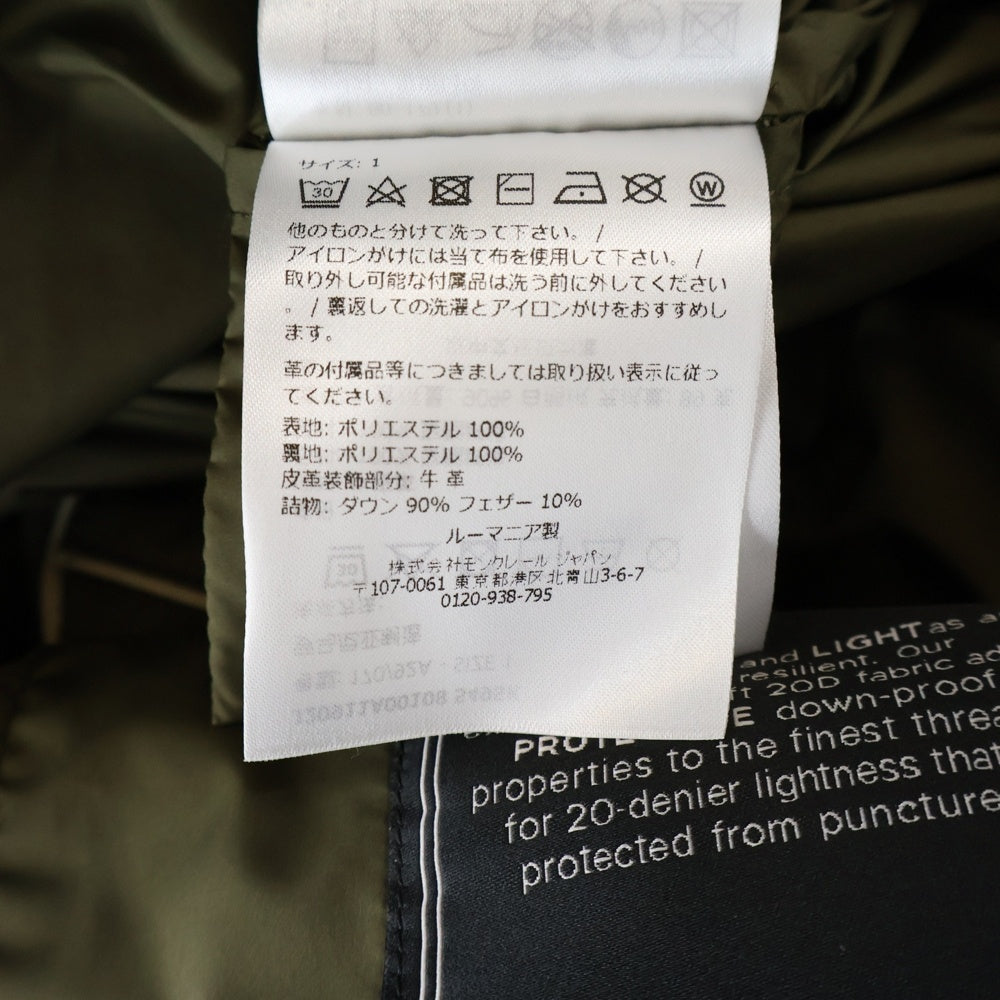 サイズ: 1
30
W
他のものと分けて洗って下さい。 /
アイロンがけには当て布を使用して下さい。 /
取り外し可能な付属品は洗う前に外してください
。 / 裏返しての洗濯とアイロンがけをおすすめし
ます。
革の付属品等につきましては取り扱い表示に従っ
てください。
表地: ポリエステル 100%
裏地: ポリエステル 100%
皮革装飾部分: 牛 革
詰物: ダウン 90% フェザー 10%
ルーマニア製
株式会社モンクレール ジャパン
〒107-0061 東京都港区北青山3-6-7
0120-938-795
and LIGHT as a
resilient. Our
20D fabric
down-proof
properties to the finest
for 20-denier lightness that
protected from